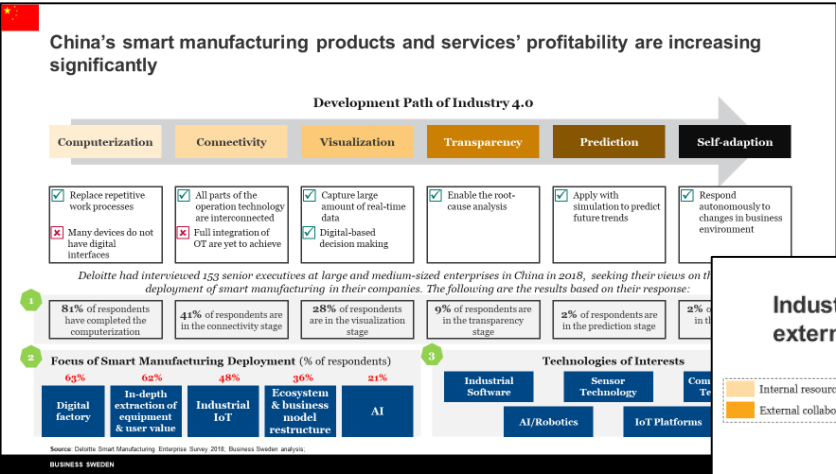 China's smart manufacturing products and services' profitability are increasing
significantly
Development Path of Industry 4.0
Computerization
Connectivity
Visualization
Transparency
Prediction
Self-adaption
Replace repetitive
work processes
Many devices do not
have digital
interfaces
All parts of the
operation technology
are interconnected
Full integration of
OT are yet to achieve
Capture large
amount of real-time
data
Digital-based
decision making
Enable the root-
cause analysis
Apply with
simulation to predict
future trends
Respond
autonomously to
changes in business
environment
Deloitte had interviewed 153 senior executives at large and medium-sized enterprises in China in 2018, seeking their views on
deployment of smart manufacturing in their companies. The following are the results based on their response:
1
81% of respondents
have completed the
computerization
41% of respondents are
in the connectivity stage
28% of respondents
are in the visualization
stage
9% of respondents are
in the transparency
stage
2% of respondents are
in the prediction stage
2%
in
2
Focus of Smart Manufacturing Deployment (% of respondents)
63%
62%
48%
36%
21%
Digital
factory
In-depth
extraction of
equipment
& user value
Industrial
IoT
Ecosystem
& business
model
restructure
AI
3
Technologies of Interests
Industrial
Software
Sensor
Technology
AI/Robotics
IoT Platforms
Source: Deloitte Smart Manufacturing Enterprise Survey 2018; Business Sweden analysis;
BUSINESS SWEDEN
Internal
External